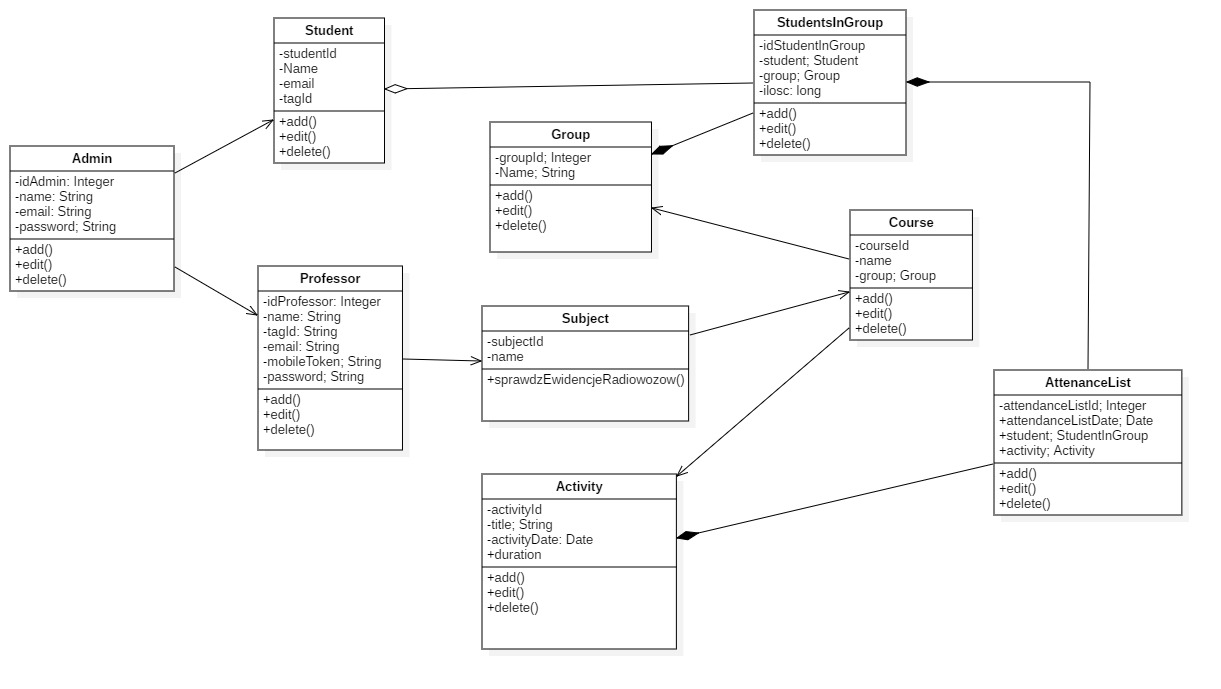 Student
-studentId
-Name
-email
-tagId
+add()
+edit()
+delete()
StudentsInGroup
-idStudentInGroup
-student; Student
-group; Group
-ilosc: long
+add()
+edit()
+delete()
Group
-groupId; Integer
-Name; String
+add()
+edit()
+delete()
Admin
-idAdmin: Integer
-name: String
-email: String
-password; String
+add()
+edit()
+delete()
Course
-courseId
-name
-group; Group
+add()
+edit()
+delete()
Professor
-idProfessor: Integer
-name: String
-tagId: String
-email: String
-mobileToken; String
-password; String
+add()
+edit()
+delete()
Subject
-subjectId
-name
+sprawdzEwidencjeRadiowozow()
AttenanceList
-attendanceListId; Integer
+attendanceListDate; Date
+student; StudentInGroup
+activity; Activity
+add()
+edit()
+delete()
Activity
-activityId
-title; String
-activityDate: Date
+duration
+add()
+edit()
+delete()